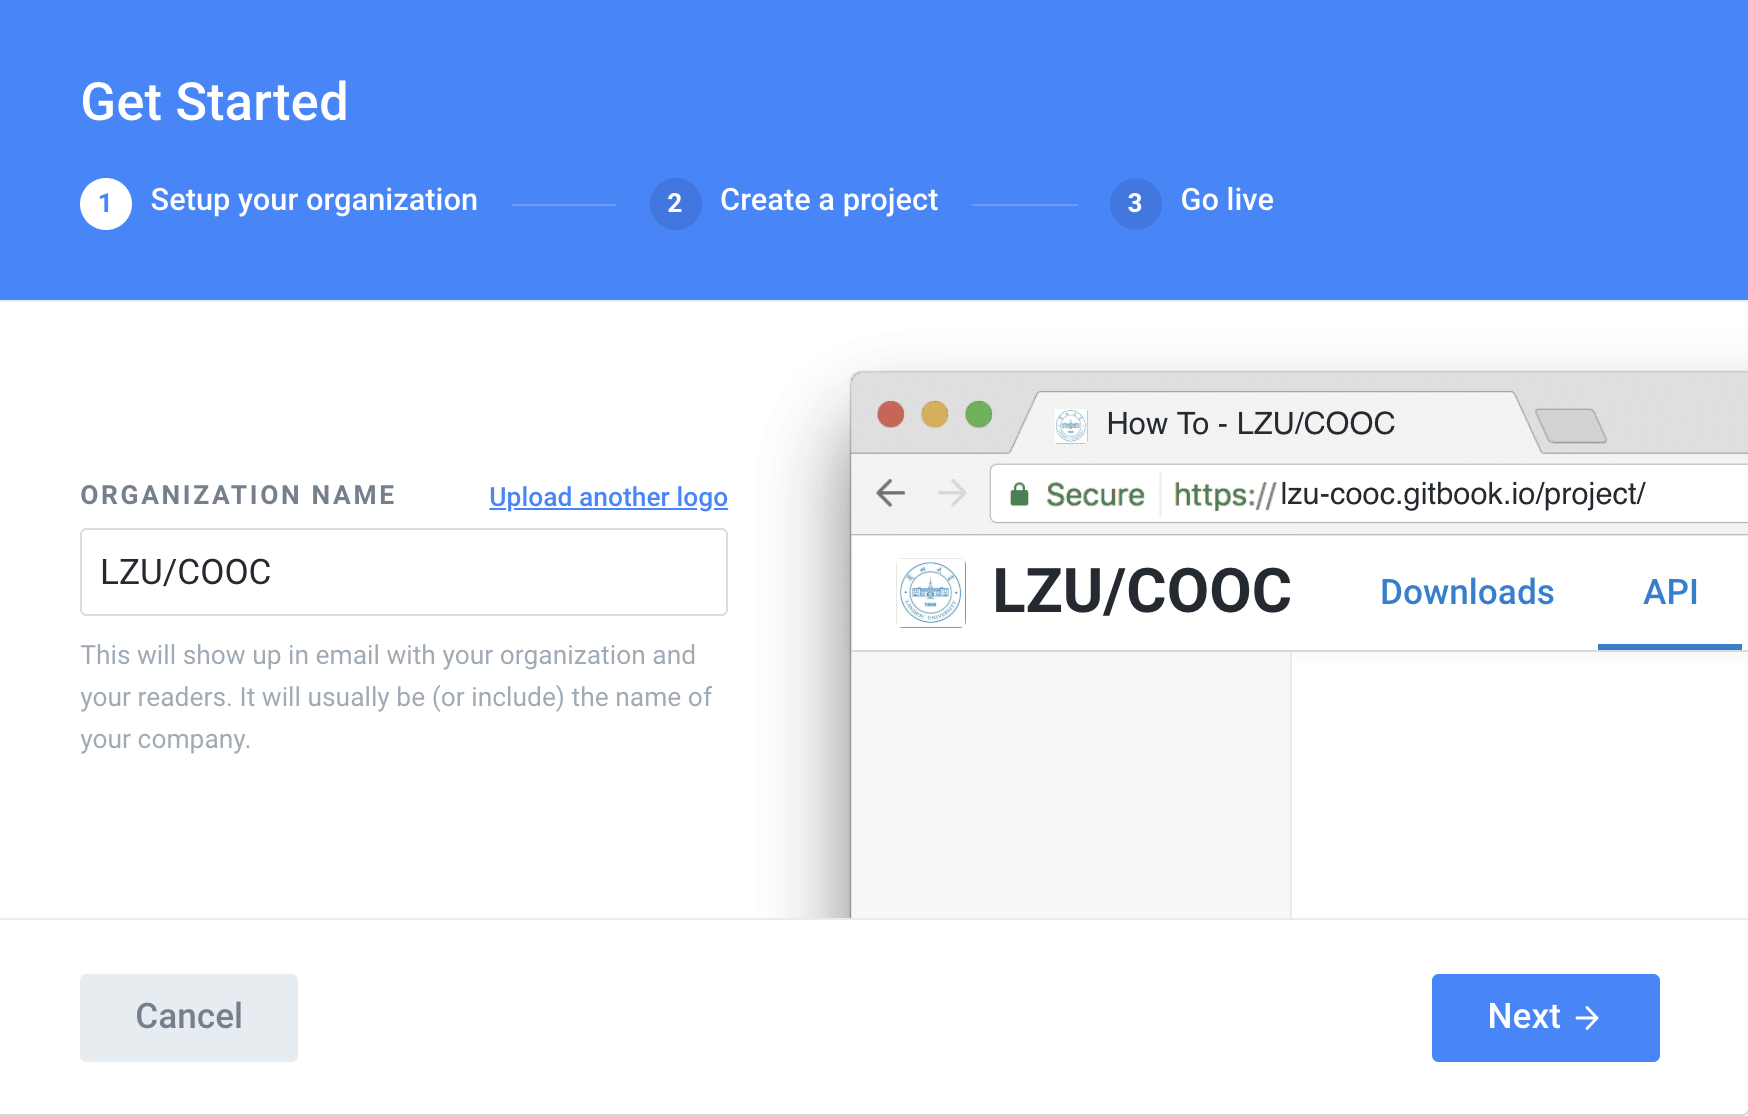 Get Started
1 Setup your organization 2 Create a project 3 Go live
How To - LZU/COOC
Secure https://lzu-cooc.gitbook.io/project/
LZU/COOC Downloads API
LANZHOU UNIVERSITY
1909
ORGANIZATION NAME Upload another logo
LZU/COOC
This will show up in email with your organization and
your readers. It will usually be (or include) the name of
your company.
Cancel Next →